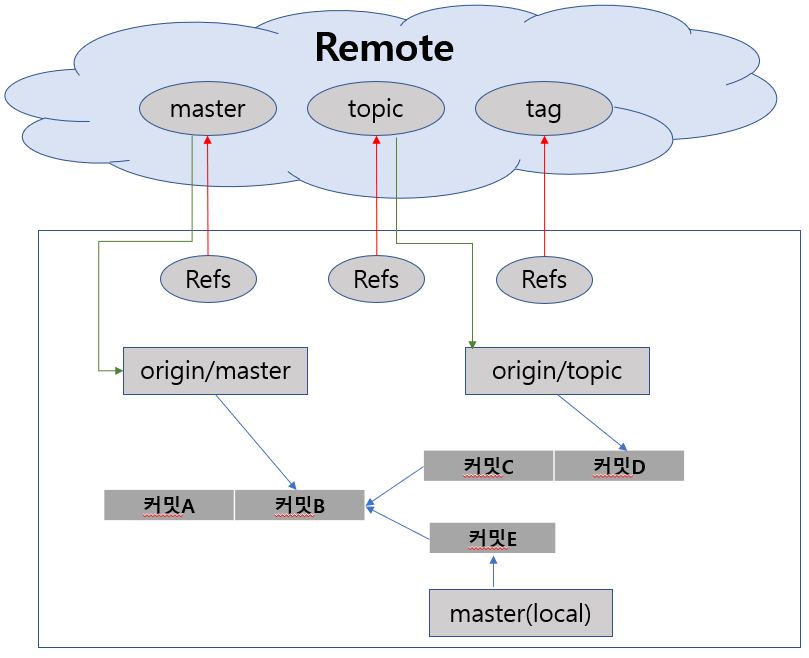 Remote
master
topic
tag
Refs
Refs
Refs
origin/master
origin/topic
커밋C
커밋D
커밋A
커밋B
커밋E
master(local)